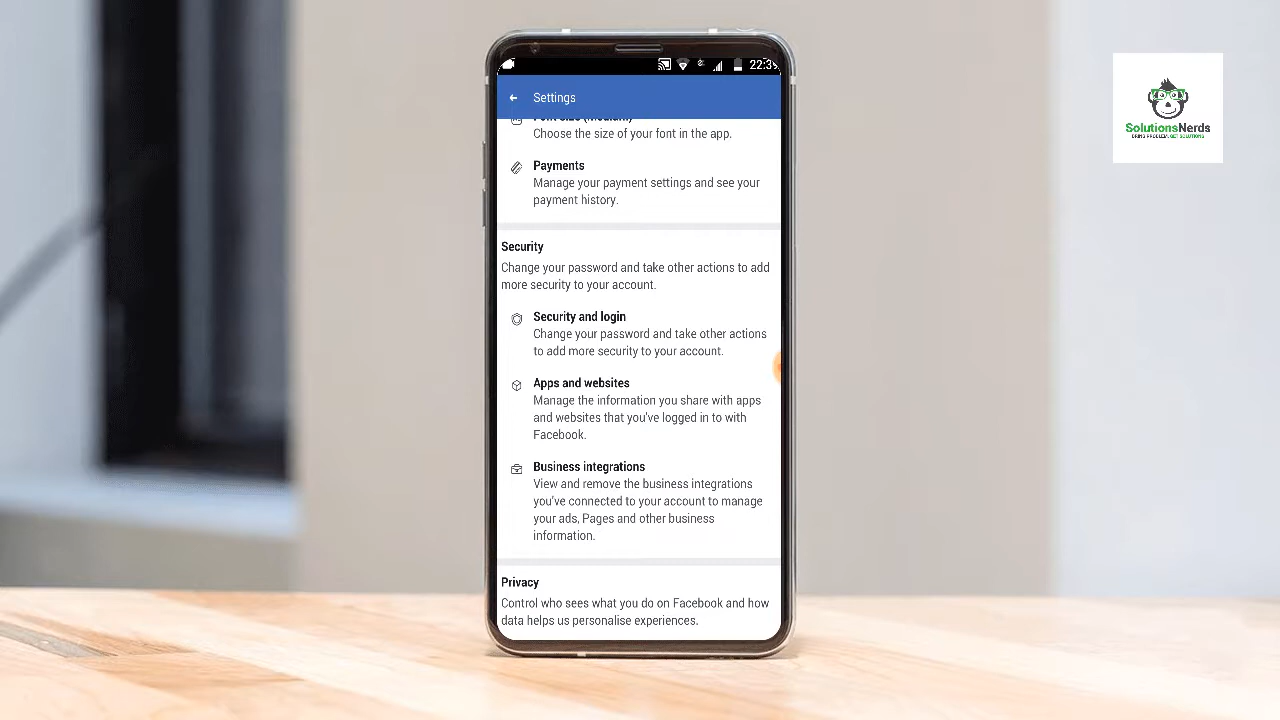 22:39
Settings
Font size (Medium)
Choose the size of your font in the app.
Payments
Manage your payment settings and see your
payment history.
Security
Change your password and take other actions to add
more security to your account.
Security and login
Change your password and take other actions
to add more security to your account.
Apps and websites
Manage the information you share with apps
and websites that you've logged in to with
Facebook.
Business integrations
View and remove the business integrations
you've connected to your account to manage
your ads, Pages and other business
information.
Privacy
Control who sees what you do on Facebook and how
data helps us personalise experiences.
SolutionsNerds
BRING PROBLEM, GET SOLUTIONS